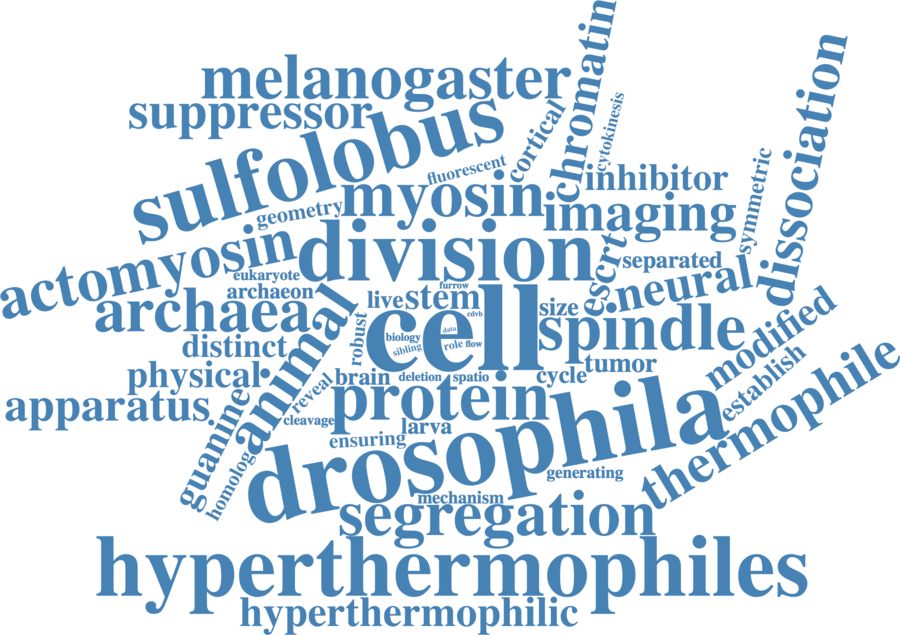 melanogaster
suppressor
sulfolobus
cortical
chromatin
cytokinesis
dissociation
symmetric
fluorescent
inhibitor
geometry
myosin
imaging
actomyosin
division
escrt
separated
eukaryote
archaeon
furrow
neural
live
stem
archaea
animal
cell
cdvb
size
spindle
modified
robust
biology
data
sibling
role
flow
distinct
tumor
physical
brain
deletion
spatio
cycle
establish
thermophile
reveal
apparatus
guanine
protein
cleavage
larva
ensuring
drosophila
homolog
generating
mechanism
segregation
hyperthermophiles
hyperthermophilic